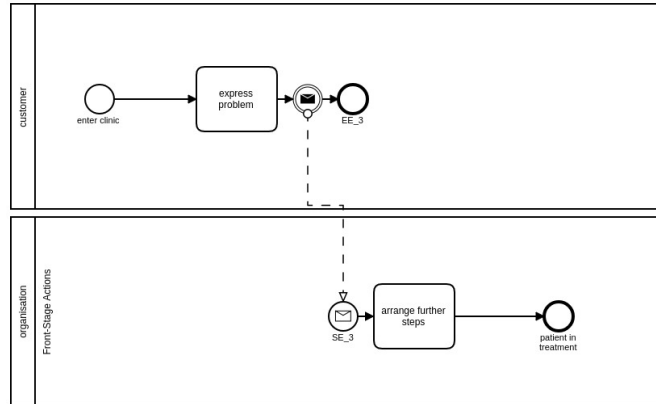 customer
enter clinic
express
problem
EE_3
organisation
Front-Stage Actions
SE_3
arrange further
steps
patient in
treatment